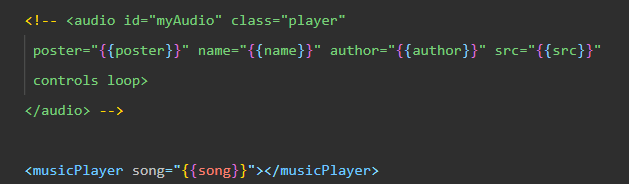 <!-- <audio id="myAudio" class="player"
poster="{{poster}}" name="{{name}}" author="{{author}}" src="{{src}}"
controls loop>
</audio> -->
<musicPlayer song="{{song}}"></musicPlayer>